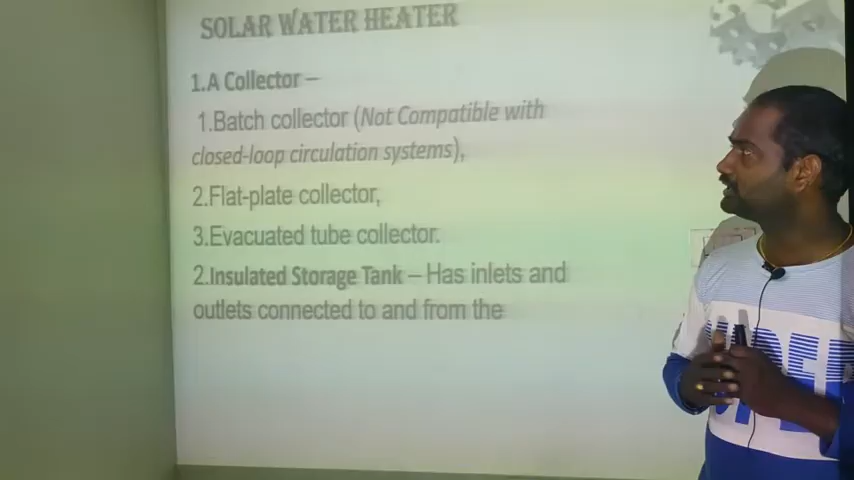 SOLAR WATER HEATER
1.A Collector –
1.Batch collector (Not Compatible with
closed-loop circulation systems),
2.Flat-plate collector,
3.Evacuated tube collector.
2.Insulated Storage Tank – Has inlets and
outlets connected to and from the